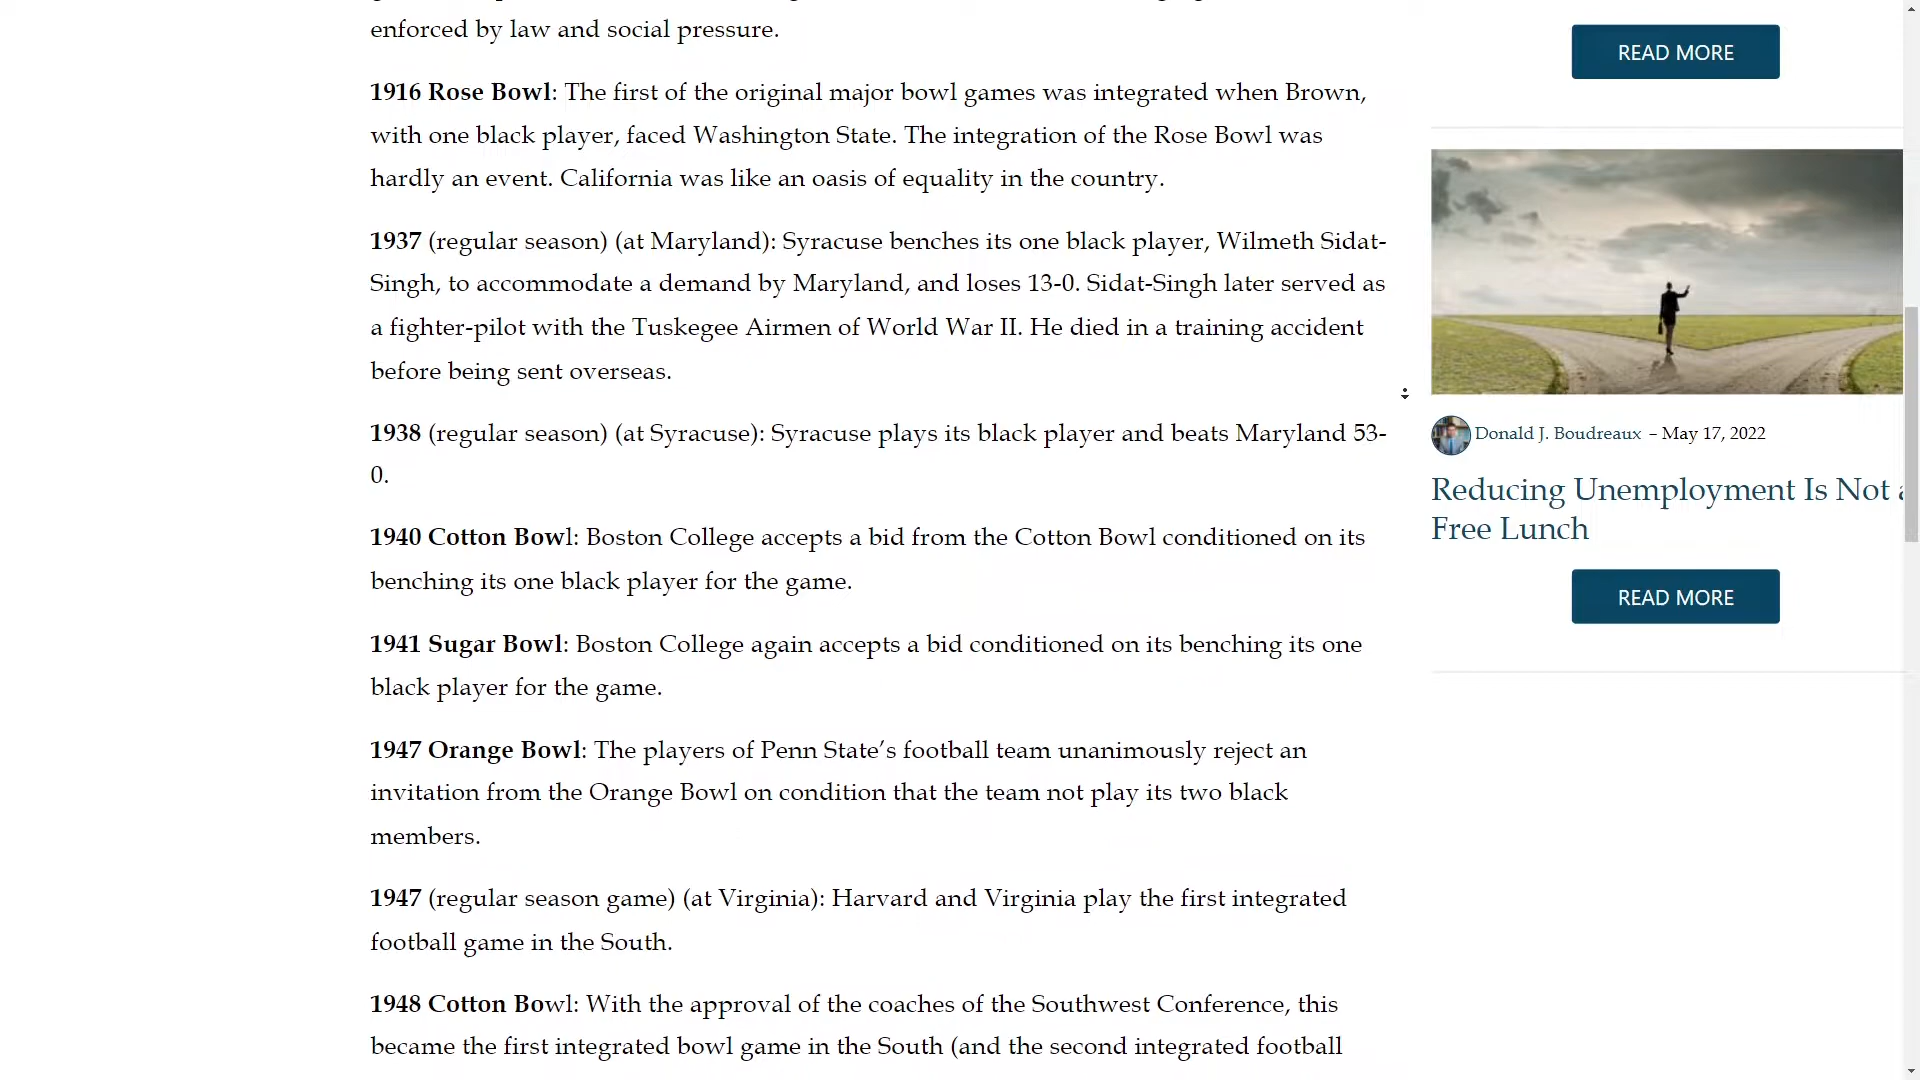 enforced by law and social pressure.
1916 Rose Bowl: The first of the original major bowl games was integrated when Brown,
with one black player, faced Washington State. The integration of the Rose Bowl was
hardly an event. California was like an oasis of equality in the country.
1937 (regular season) (at Maryland): Syracuse benches its one black player, Wilmeth Sidat-
Singh, to accommodate a demand by Maryland, and loses 13-0. Sidat-Singh later served as
a fighter-pilot with the Tuskegee Airmen of World War II. He died in a training accident
before being sent overseas.
1938 (regular season) (at Syracuse): Syracuse plays its black player and beats Maryland 53-
0.
1940 Cotton Bowl: Boston College accepts a bid from the Cotton Bowl conditioned on its
benching its one black player for the game.
1941 Sugar Bowl: Boston College again accepts a bid conditioned on its benching its one
black player for the game.
1947 Orange Bowl: The players of Penn State’s football team unanimously reject an
invitation from the Orange Bowl on condition that the team not play its two black
members.
1947 (regular season game) (at Virginia): Harvard and Virginia play the first integrated
football game in the South.
1948 Cotton Bowl: With the approval of the coaches of the Southwest Conference, this
became the first integrated bowl game in the South (and the second integrated football
READ MORE
Donald J. Boudreaux – May 17, 2022
Reducing Unemployment Is Not a
Free Lunch
READ MORE